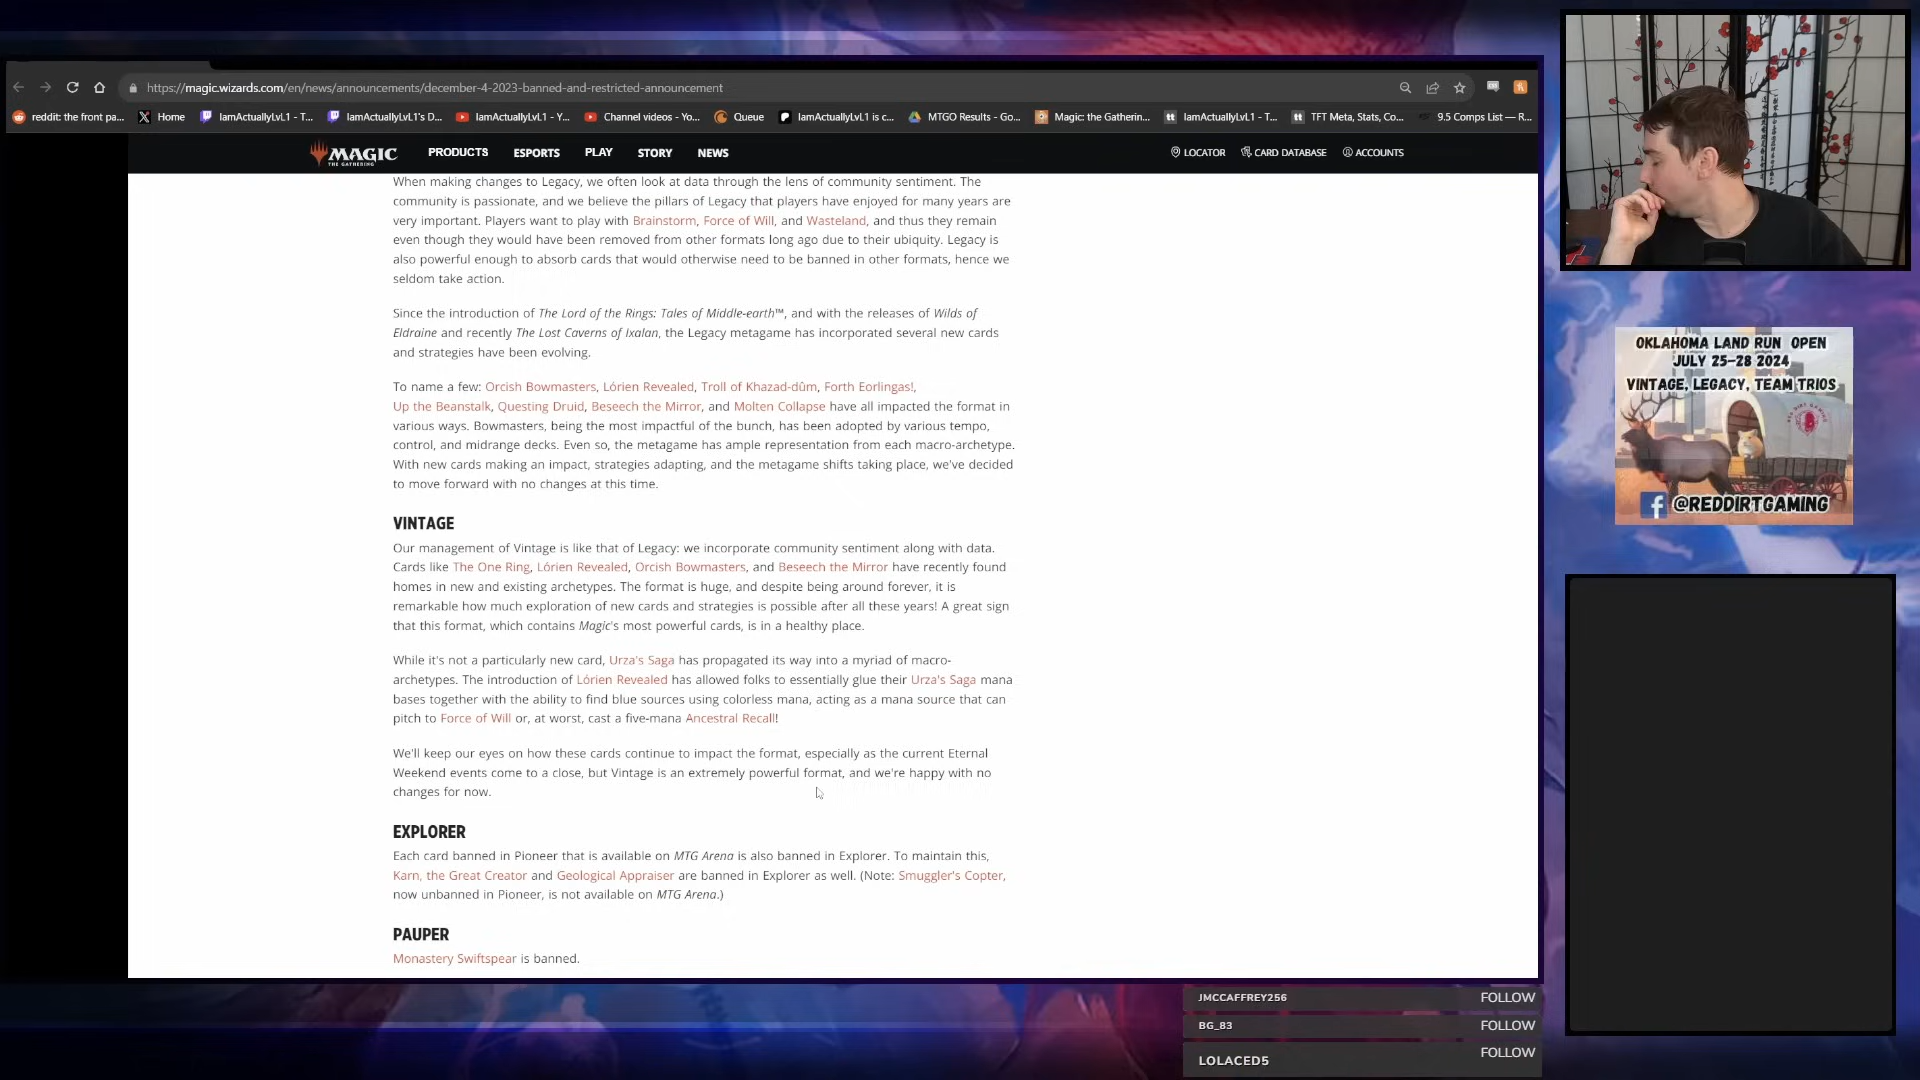 https://magic.wizards.com/en/news/announcements/december-4-2023-banned-and-restricted-announcement
reddit: the front pa... Home IamActuallyLvL1 - T... IamActuallyLvL1's D... IamActuallyLvL1 - Y... Channel videos - Yo... Queue IamActuallyLvL1 is c... MTGO Results - Go... Magic: the Gatherin... IamActuallyLvL1 - T... TFT Meta, Stats, Co... 9.5 Comps List — R...
MAGIC THE GATHERING PRODUCTS ESPORTS PLAY STORY NEWS LOCATOR CARD DATABASE ACCOUNTS
When making changes to Legacy, we often look at data through the lens of community sentiment. The
community is passionate, and we believe the pillars of Legacy that players have enjoyed for many years are
very important. Players want to play with Brainstorm, Force of Will, and Wasteland, and thus they remain
even though they would have been removed from other formats long ago due to their ubiquity. Legacy is
also powerful enough to absorb cards that would otherwise need to be banned in other formats, hence we
seldom take action.
Since the introduction of The Lord of the Rings: Tales of Middle-earth™, and with the releases of Wilds of
Eldraine and recently The Lost Caverns of Ixalan, the Legacy metagame has incorporated several new cards
and strategies have been evolving.
To name a few: Orcish Bowmasters, Lórien Revealed, Troll of Khazad-dûm, Forth Eorlingas!,
Up the Beanstalk, Questing Druid, Beseech the Mirror, and Molten Collapse have all impacted the format in
various ways. Bowmasters, being the most impactful of the bunch, has been adopted by various tempo,
control, and midrange decks. Even so, the metagame has ample representation from each macro-archetype.
With new cards making an impact, strategies adapting, and the metagame shifts taking place, we've decided
to move forward with no changes at this time.
VINTAGE
Our management of Vintage is like that of Legacy: we incorporate community sentiment along with data.
Cards like The One Ring, Lórien Revealed, Orcish Bowmasters, and Beseech the Mirror have recently found
homes in new and existing archetypes. The format is huge, and despite being around forever, it is
remarkable how much exploration of new cards and strategies is possible after all these years! A great sign
that this format, which contains Magic's most powerful cards, is in a healthy place.
While it's not a particularly new card, Urza's Saga has propagated its way into a myriad of macro-
archetypes. The introduction of Lórien Revealed has allowed folks to essentially glue their Urza's Saga mana
bases together with the ability to find blue sources using colorless mana, acting as a mana source that can
pitch to Force of Will or, at worst, cast a five-mana Ancestral Recall!
We'll keep our eyes on how these cards continue to impact the format, especially as the current Eternal
Weekend events come to a close, but Vintage is an extremely powerful format, and we're happy with no
changes for now.
EXPLORER
Each card banned in Pioneer that is available on MTG Arena is also banned in Explorer. To maintain this,
Karn, the Great Creator and Geological Appraiser are banned in Explorer as well. (Note: Smuggler's Copter,
now unbanned in Pioneer, is not available on MTG Arena.)
PAUPER
Monastery Swiftspear is banned.
OKLAHOMA LAND RUN OPEN
JULY 25-28 2024
VINTAGE, LEGACY, TEAM TRIOS
@REDDIRTGAMING
JMCCAFFREY256 FOLLOW
BG_83 FOLLOW
LOLACED5 FOLLOW